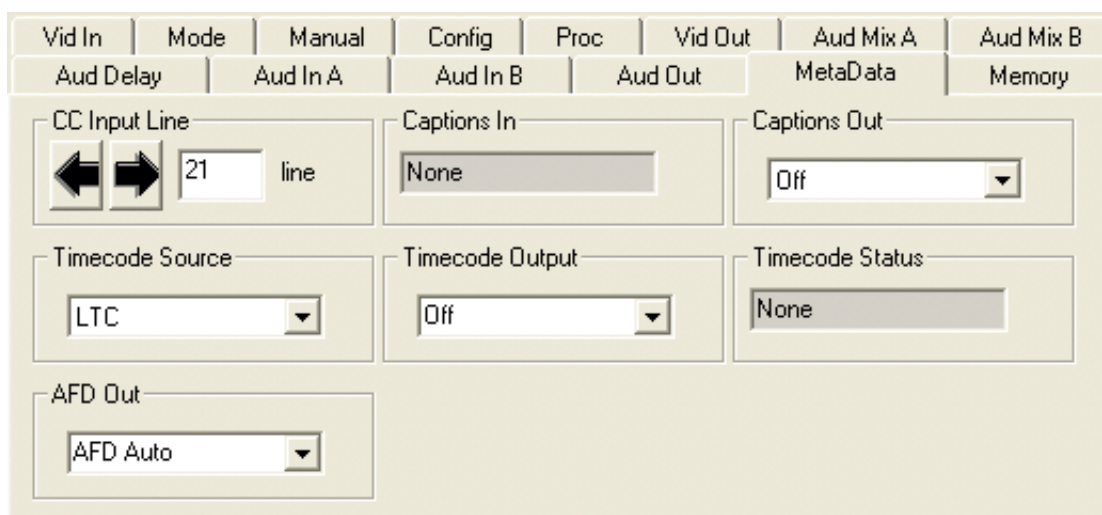 Vid In Mode Manual Config Proc Vid Out Aud Mix A Aud Mix B
Aud Delay Aud In A Aud In B Aud Out MetaData Memory
CC Input Line Captions In Captions Out
21 line None Off
Timecode Source Timecode Output Timecode Status
LTC Off None
AFD Out
AFD Auto